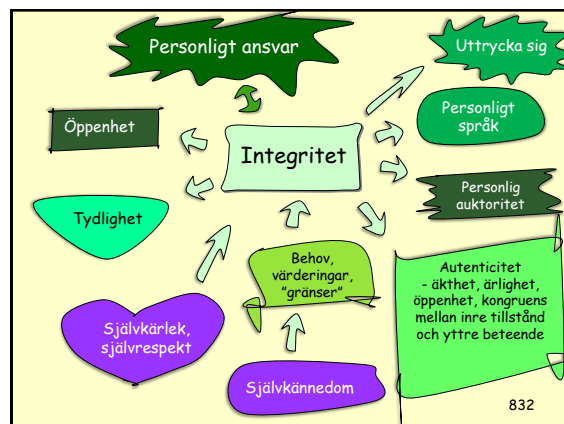 Personligt ansvar
Uttrycka sig
Öppenhet
Personligt
språk
Integritet
Personlig
auktoritet
Tydlighet
Behov,
värderingar,
”gränser”
Autenticitet
- äkthet, ärlighet,
öppenhet, kongruens
mellan inre tillstånd
och yttre beteende
Självkärlek,
självrespekt
Självkännedom
832